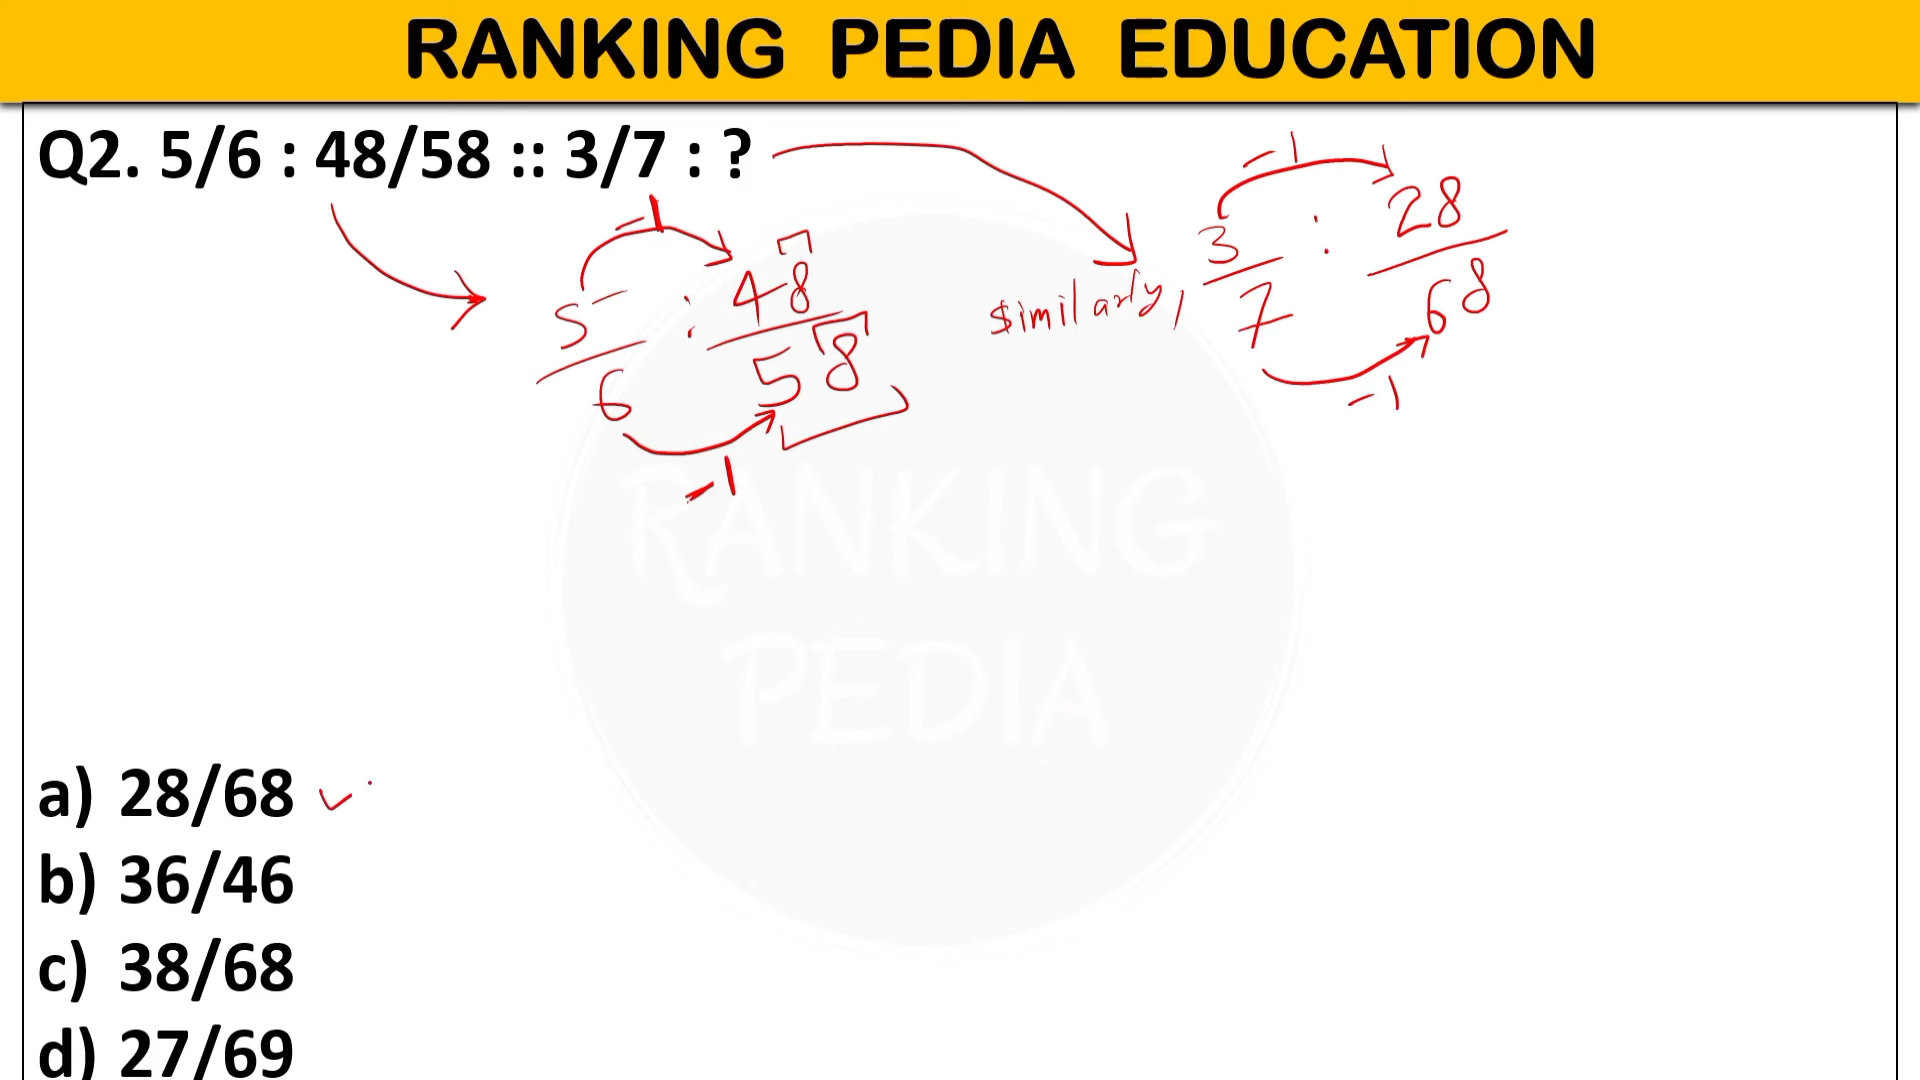 RANKING PEDIA EDUCATION
Q2. 5/6 : 48/58 :: 3/7 : ?
-1
5/6 : 48/58
-1
similarly,
-1
3/7 : 28/68
-1
RANKING
PEDIA
a) 28/68
b) 36/46
c) 38/68
d) 27/69